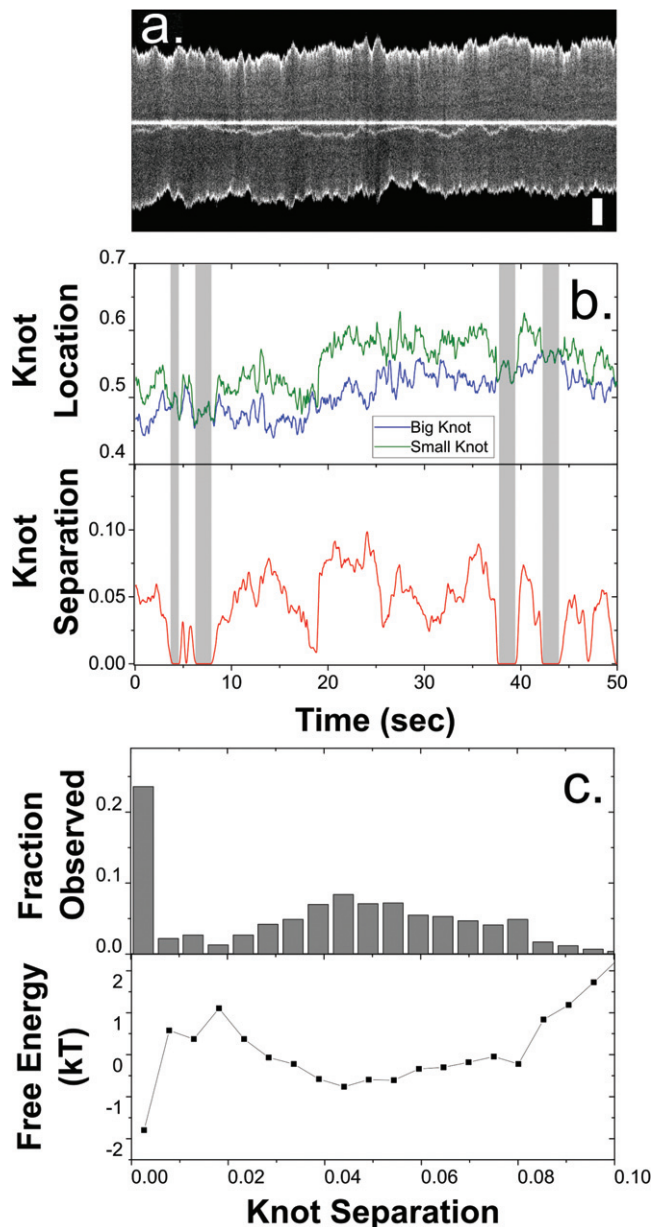 a.
b.
0.7
0.6
0.5
0.4
Knot
Location
Big Knot
Small Knot
0.10
0.05
0.00
Knot
Separation
0 10 20 30 40 50
Time (sec)
c.
0.2
0.1
0.0
Fraction
Observed
2
1
0
-1
-2
Free Energy
(kT)
0.00 0.02 0.04 0.06 0.08 0.10
Knot Separation